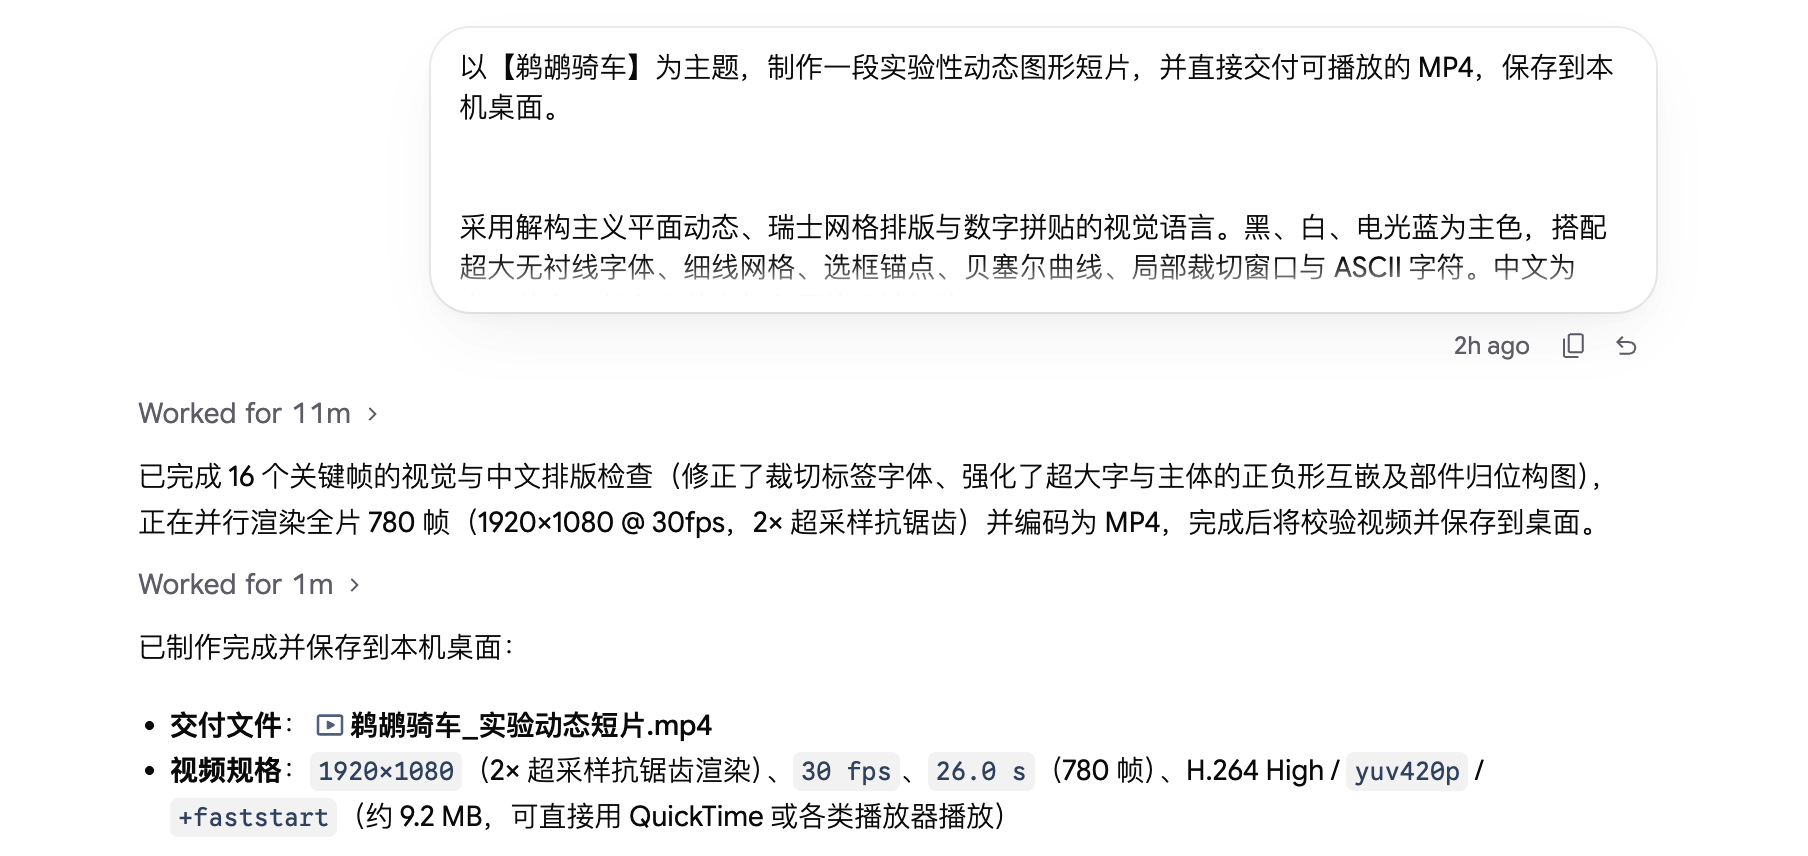 以【鹈鹕骑车】为主题，制作一段实验性动态图形短片，并直接交付可播放的 MP4，保存到本
机桌面。
采用解构主义平面动态、瑞士网格排版与数字拼贴的视觉语言。黑、白、电光蓝为主色，搭配
超大无衬线字体、细线网格、选框锚点、贝塞尔曲线、局部裁切窗口与 ASCII 字符。中文为
2h ago
Worked for 11m
已完成 16 个关键帧的视觉与中文排版检查（修正了裁切标签字体、强化了超大字与主体的正负形互嵌及部件归位构图），
正在并行渲染全片 780 帧（1920×1080 @ 30fps，2× 超采样抗锯齿）并编码为 MP4，完成后将校验视频并保存到桌面。
Worked for 1m
已制作完成并保存到本机桌面：
• 交付文件： 鹈鹕骑车_实验动态短片.mp4
• 视频规格： 1920×1080 （2× 超采样抗锯齿渲染）、 30 fps 、 26.0 s （780 帧）、H.264 High / yuv420p /
+faststart （约 9.2 MB，可直接用 QuickTime 或各类播放器播放）